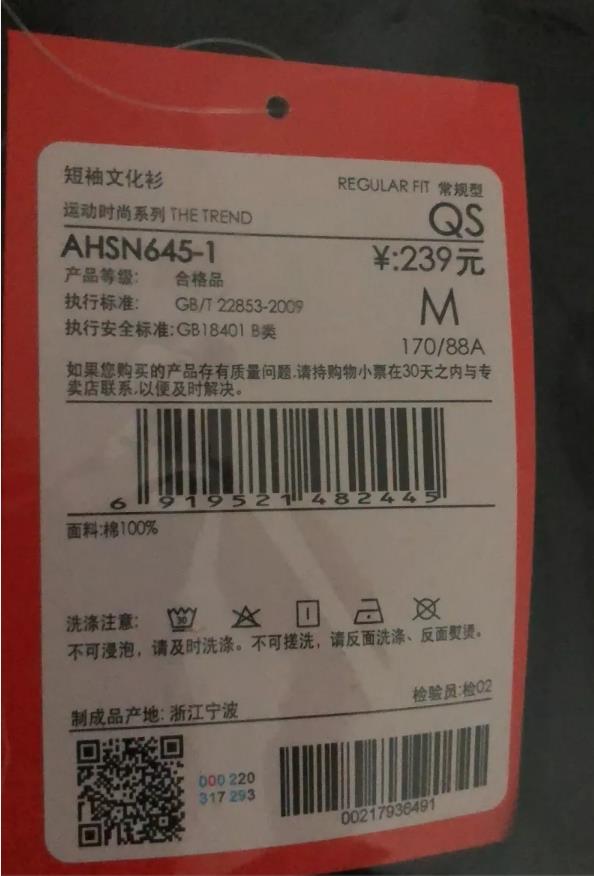 短袖文化衫
REGULAR FIT 常规型
运动时尚系列 THE TREND
QS
AHSN645-1
¥:239元
产品等级: 合格品
M
执行标准: GB/T 22853-2009
执行安全标准:GB18401 B类
170/88A
如果您购买的产品存有质量问题,请持购物小票在30天之内与专
卖店联系,以便及时解决。
6 919521 482445
面料:棉100%
洗涤注意:
30
不可浸泡，请及时洗涤。不可搓洗，请反面洗涤、反面熨烫。
检验员:检02
制成品产地: 浙江宁波
000 220
317 293
00217936491